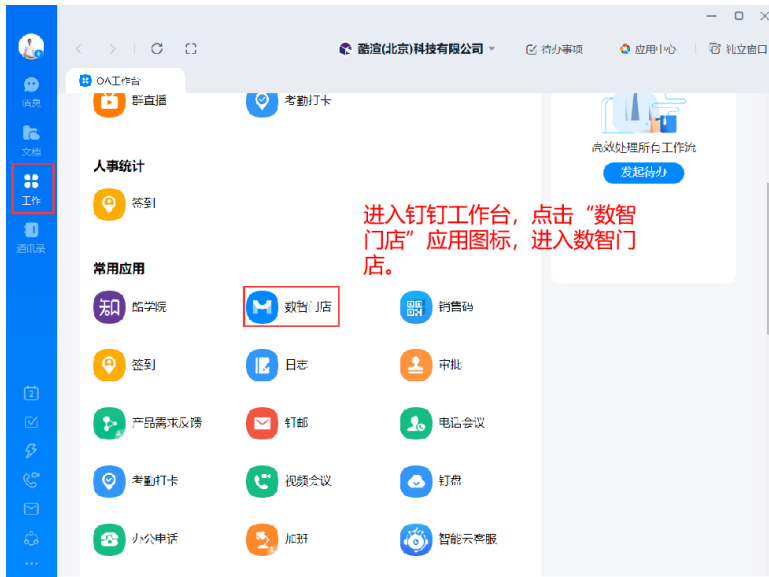 酷渲(北京)科技有限公司
待办事项
应用中心
独立窗口
OA工作台
消息
群直播
考勤打卡
文档
高效处理所有工作流
人事统计
发起待办
工作
签到
进入钉钉工作台，点击“数智
门店”应用图标，进入数智门
店。
通讯录
常用应用
知
酷学院
数智门店
销售码
签到
日志
审批
2
产品需求反馈
钉邮
电话会议
考勤打卡
视频会议
钉盘
办公电话
加班
智能云客服